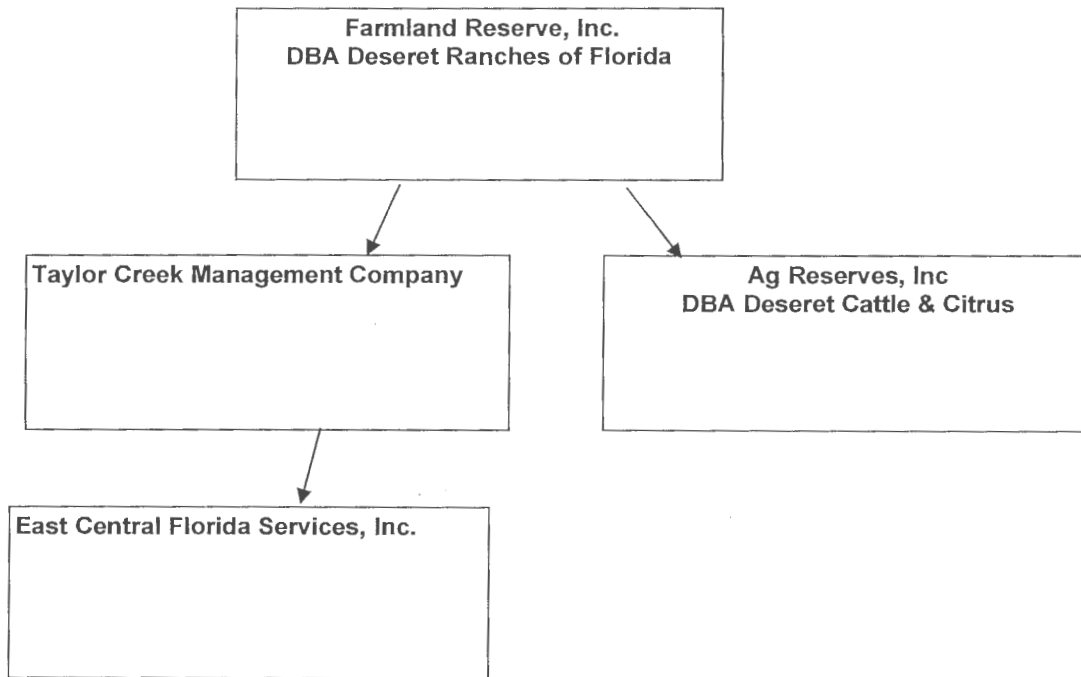 Farmland Reserve, Inc.
DBA Deseret Ranches of Florida
Taylor Creek Management Company
Ag Reserves, Inc
DBA Deseret Cattle & Citrus
East Central Florida Services, Inc.